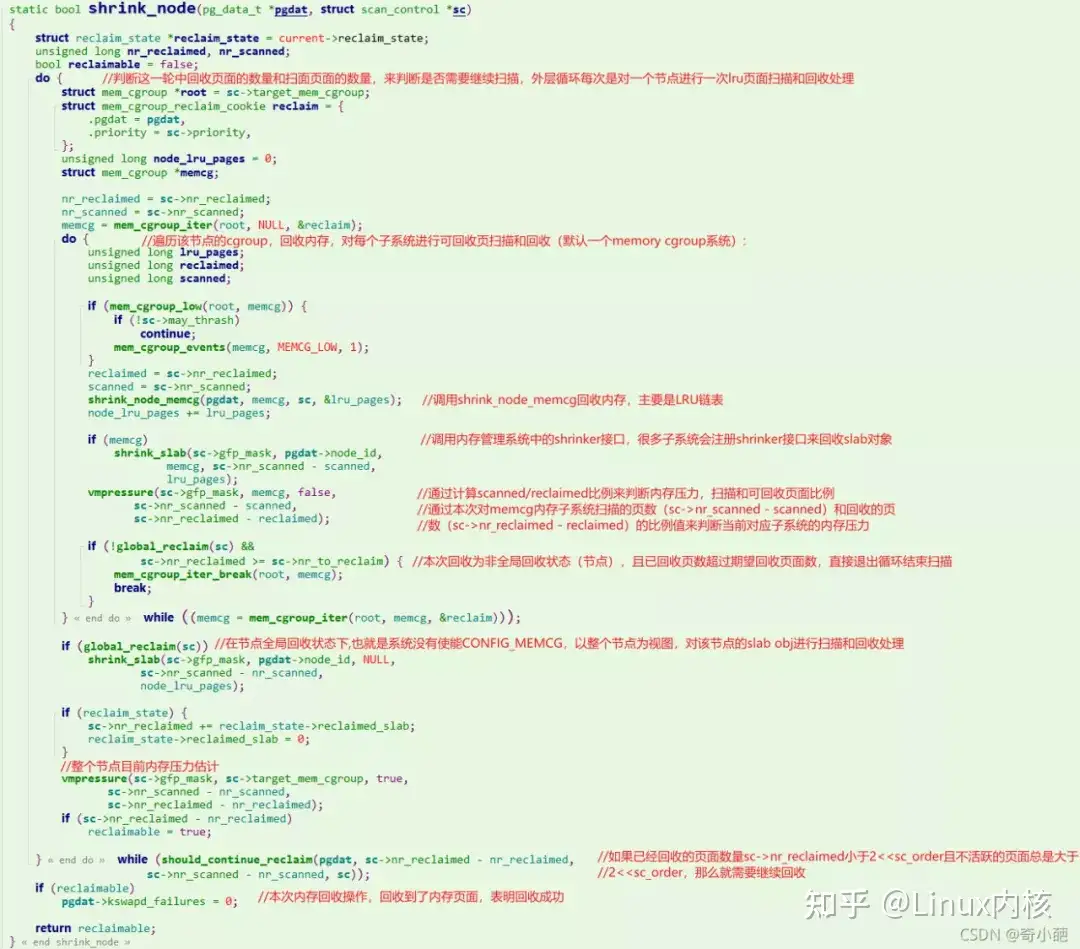 static bool shrink_node(pg_data_t *pgdat, struct scan_control *sc)
{
struct reclaim_state *reclaim_state = current->reclaim_state;
unsigned long nr_reclaimed, nr_scanned;
bool reclaimable = false;
do { //判断这一轮中回收页面的数量和扫面页面的数量，来判断是否需要继续扫描，外层循环每次是对一个节点进行一次lru页面扫描和回收处理
struct mem_cgroup *root = sc->target_mem_cgroup;
struct mem_cgroup_reclaim_cookie reclaim = {
.pgdat = pgdat,
.priority = sc->priority,
};
unsigned long node_lru_pages = 0;
struct mem_cgroup *memcg;
nr_reclaimed = sc->nr_reclaimed;
nr_scanned = sc->nr_scanned;
memcg = mem_cgroup_iter(root, NULL, &reclaim);
do { //遍历该节点的cgroup，回收内存，对每个子系统进行可回收页扫描和回收（默认一个memory cgroup系统）:
unsigned long lru_pages;
unsigned long reclaimed;
unsigned long scanned;
if (mem_cgroup_low(root, memcg)) {
if (!sc->may_thrash)
continue;
mem_cgroup_events(memcg, MEMCG_LOW, 1);
}
reclaimed = sc->nr_reclaimed;
scanned = sc->nr_scanned;
shrink_node_memcg(pgdat, memcg, sc, &lru_pages); //调用shrink_node_memcg回收内存，主要是LRU链表
node_lru_pages += lru_pages;
if (memcg) //调用内存管理系统中的shrinker接口，很多子系统会注册shrinker接口来回收slab对象
shrink_slab(sc->gfp_mask, pgdat->node_id,
memcg, sc->nr_scanned - scanned,
lru_pages);
vmpressure(sc->gfp_mask, memcg, false, //通过计算scanned/reclaimed比例来判断内存压力，扫描和可回收页面比例
sc->nr_scanned - scanned, //通过本次对memcg内存子系统扫描的页数（sc->nr_scanned - scanned）和回收的页
sc->nr_reclaimed - reclaimed); //数（sc->nr_reclaimed - reclaimed）的比例值来判断当前对应子系统的内存压力
if (!global_reclaim(sc) &&
sc->nr_reclaimed >= sc->nr_to_reclaim) { //本次回收为非全局回收状态（节点），且已回收页数超过期望回收页面数，直接退出循环结束扫描
mem_cgroup_iter_break(root, memcg);
break;
}
} « end do » while ((memcg = mem_cgroup_iter(root, memcg, &reclaim)));
if (global_reclaim(sc)) //在节点全局回收状态下,也就是系统没有使能CONFIG_MEMCG，以整个节点为视图，对该节点的slab obj进行扫描和回收处理
shrink_slab(sc->gfp_mask, pgdat->node_id, NULL,
sc->nr_scanned - nr_scanned,
node_lru_pages);
if (reclaim_state) {
sc->nr_reclaimed += reclaim_state->reclaimed_slab;
reclaim_state->reclaimed_slab = 0;
}
//整个节点目前内存压力估计
vmpressure(sc->gfp_mask, sc->target_mem_cgroup, true,
sc->nr_scanned - nr_scanned,
sc->nr_reclaimed - nr_reclaimed);
if (sc->nr_reclaimed - nr_reclaimed)
reclaimable = true;
} « end do » while (should_continue_reclaim(pgdat, sc->nr_reclaimed - nr_reclaimed, //如果已经回收的页面数量sc->nr_reclaimed小于2<<sc_order且不活跃的页面总是大于
sc->nr_scanned - nr_scanned, sc)); //2<<sc_order，那么就需要继续回收
if (reclaimable)
pgdat->kswapd_failures = 0; //本次内存回收操作，回收到了内存页面，表明回收成功
return reclaimable;
} « end shrink_node »
知乎 @Linux内核
CSDN @奇小葩